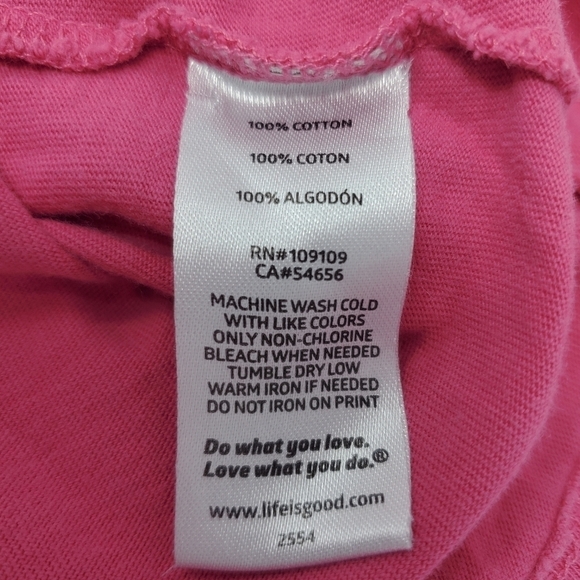 100% COTTON
100% COTON
100% ALGODÓN
RN#109109
CA#54656
MACHINE WASH COLD
WITH LIKE COLORS
ONLY NON-CHLORINE
BLEACH WHEN NEEDED
TUMBLE DRY LOW
WARM IRON IF NEEDED
DO NOT IRON ON PRINT
Do what you love.
Love what you do.®
www.lifeisgood.com
2554